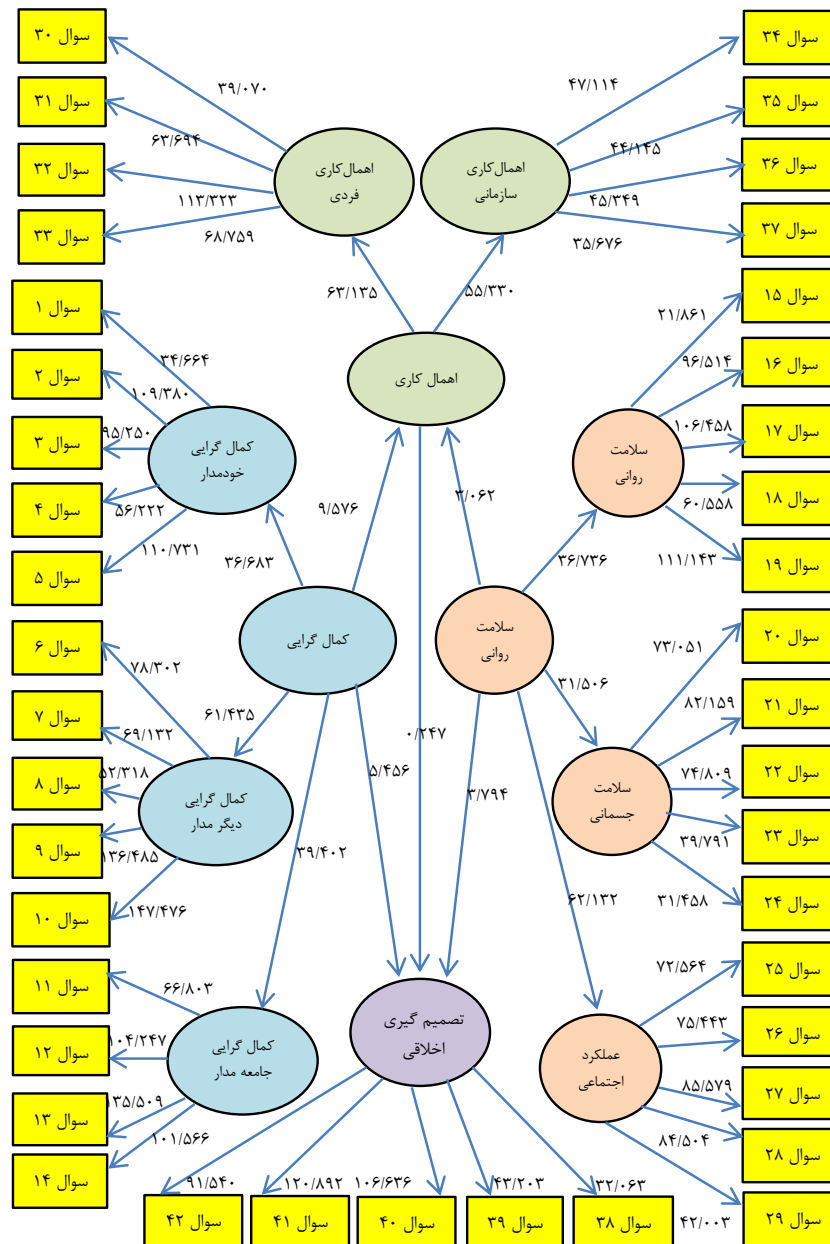 سوال ۳۰
سوال ۳۴
۳۹/۰۷۰
۴۷/۱۱۴
سوال ۳۱
سوال ۳۵
۶۳/۶۹۴
۴۴/۱۴۵
سوال ۳۲
اهمال‌کاری
فردی
اهمال‌کاری
سازمانی
سوال ۳۶
۱۱۳/۳۲۳
۴۵/۳۴۹
سوال ۳۳
سوال ۳۷
۶۸/۷۵۹
۳۵/۶۷۶
۶۳/۱۳۵
۵۵/۳۳۰
سوال ۱
سوال ۱۵
۳۴/۶۶۴
۲۱/۸۶۱
سوال ۲
اهمال کاری
سوال ۱۶
۱۰۹/۳۸۰
۹۶/۵۱۴
سوال ۳
۹۵/۲۵۰
کمال گرایی
خودمدار
سلامت
روانی
۱۰۶/۴۵۸
سوال ۱۷
سوال ۴
۵۶/۲۲۲
۹/۵۷۶
۲/۰۶۲
۶۰/۵۵۸
سوال ۱۸
سوال ۵
۱۱۰/۷۳۱
۳۶/۶۸۳
۳۶/۷۳۶
۱۱۱/۱۴۳
سوال ۱۹
سوال ۶
کمال گرایی
سلامت
روانی
سوال ۲۰
۷۸/۳۰۲
۷۳/۰۵۱
۳۱/۵۰۶
سوال ۷
۶۹/۱۳۲
۶۱/۴۳۵
۰/۲۴۷
۸۲/۱۵۹
سوال ۲۱
سوال ۸
۵۲/۳۱۸
۵/۴۵۶
۳/۷۹۴
۷۴/۸۰۹
سوال ۲۲
کمال گرایی
دیگر مدار
سلامت
جسمانی
سوال ۹
۱۳۶/۴۸۵
۳۹/۷۹۱
سوال ۲۳
سوال ۱۰
۱۴۷/۴۷۶
۳۹/۴۰۲
۶۲/۱۳۲
۳۱/۴۵۸
سوال ۲۴
سوال ۱۱
۶۶/۸۰۳
۷۲/۵۶۴
سوال ۲۵
سوال ۱۲
۱۰۴/۲۴۷
کمال گرایی
جامعه مدار
تصمیم گیری
اخلاقی
عملکرد
اجتماعی
۷۵/۴۴۳
سوال ۲۶
سوال ۱۳
۱۳۵/۵۰۹
۸۵/۵۷۹
سوال ۲۷
سوال ۱۴
۱۰۱/۵۶۶
۸۴/۵۰۴
سوال ۲۸
۹۱/۵۴۰
۱۲۰/۸۹۲
۱۰۶/۶۳۶
۴۳/۲۰۳
۳۲/۰۶۳
۴۲/۰۰۳
سوال ۲۹
سوال ۴۲
سوال ۴۱
سوال ۴۰
سوال ۳۹
سوال ۳۸